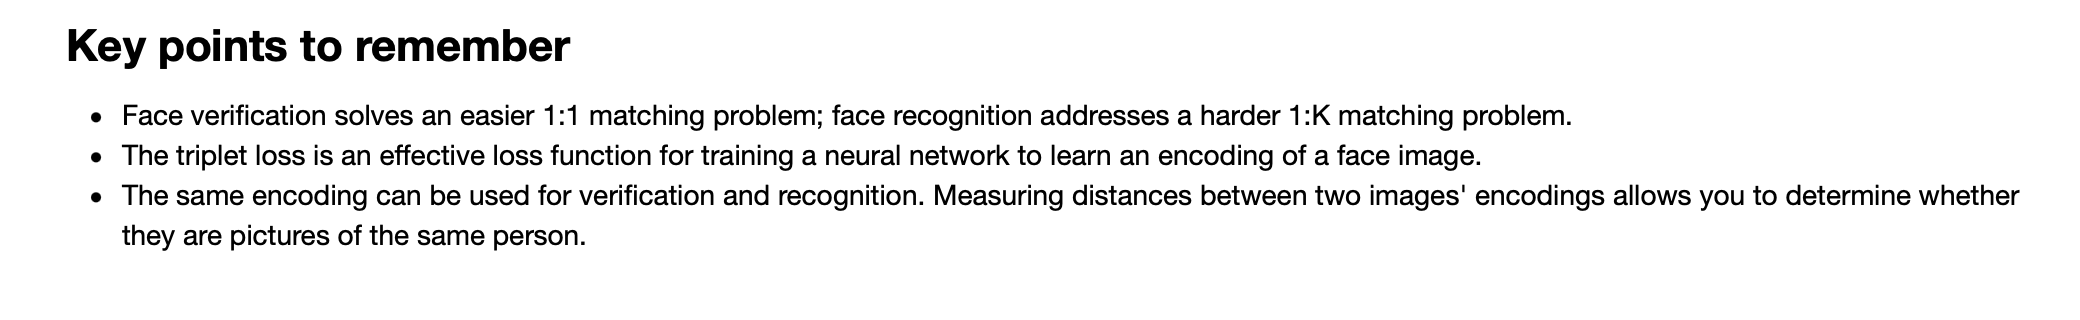 Key points to remember
• Face verification solves an easier 1:1 matching problem; face recognition addresses a harder 1:K matching problem.
• The triplet loss is an effective loss function for training a neural network to learn an encoding of a face image.
• The same encoding can be used for verification and recognition. Measuring distances between two images' encodings allows you to determine whether
they are pictures of the same person.